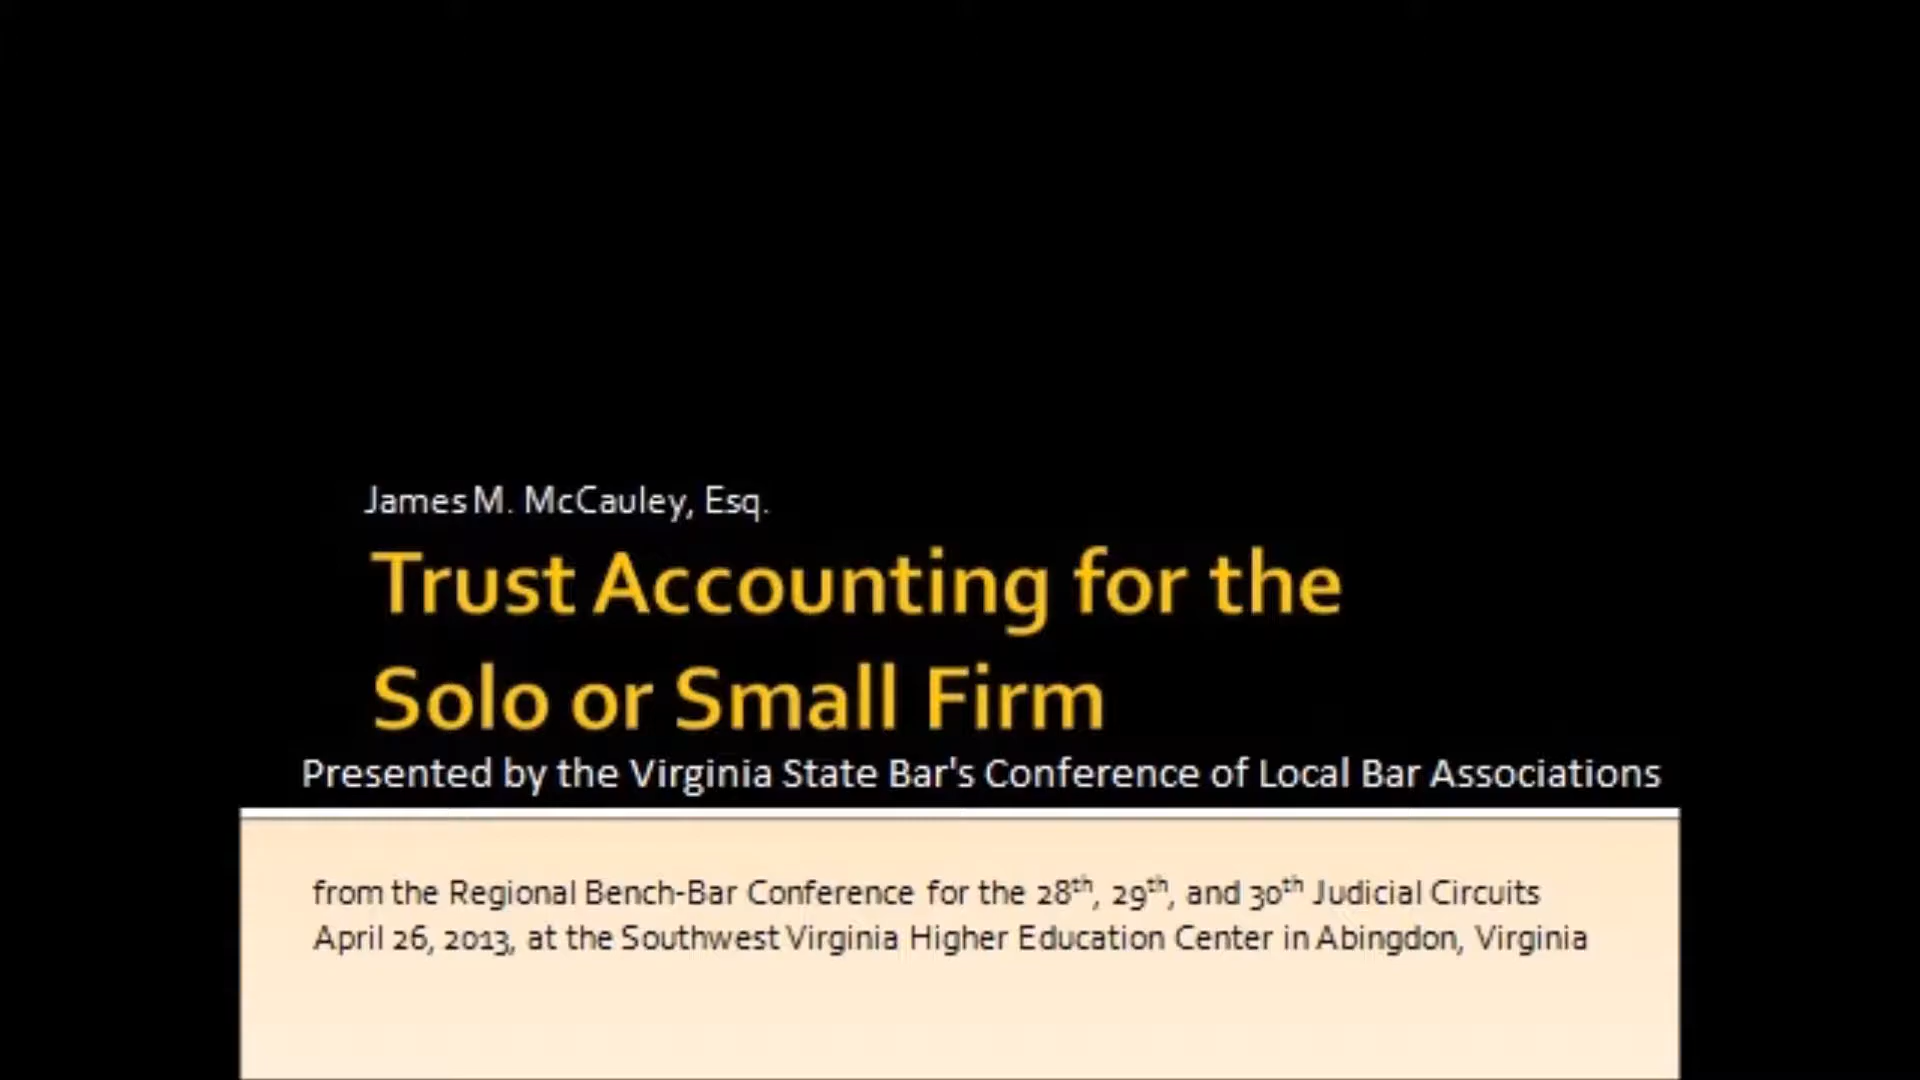 James M. McCauley, Esq.
Trust Accounting for the
Solo or Small Firm
Presented by the Virginia State Bar's Conference of Local Bar Associations
from the Regional Bench-Bar Conference for the 28th, 29th, and 30th Judicial Circuits
April 26, 2013, at the Southwest Virginia Higher Education Center in Abingdon, Virginia